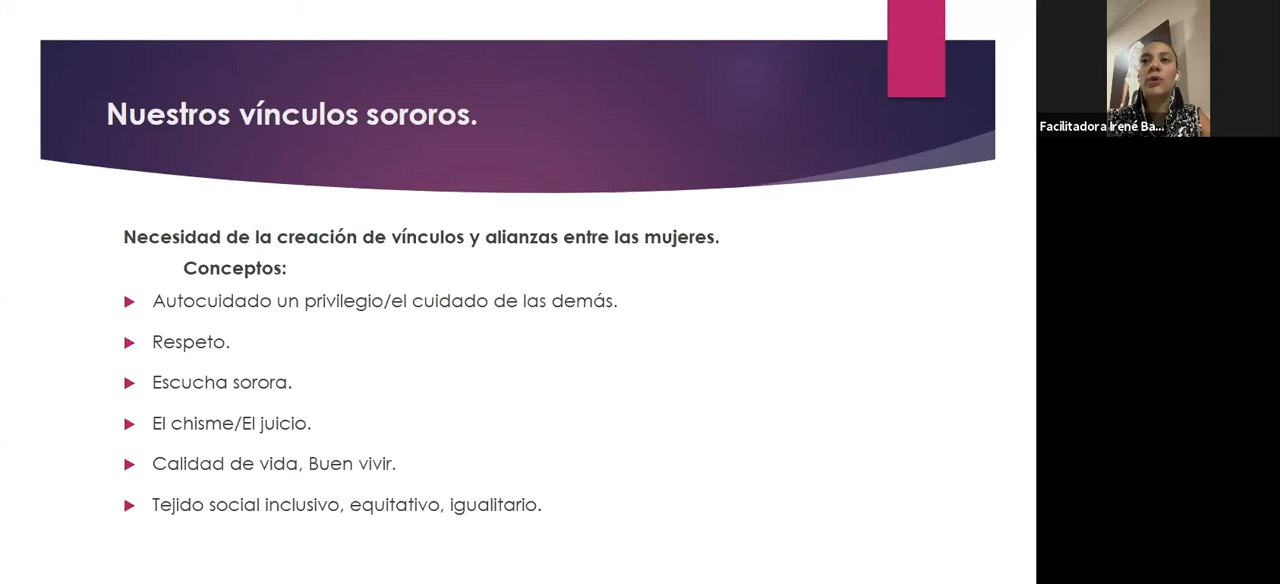 Nuestros vínculos sororos.
Necesidad de la creación de vínculos y alianzas entre las mujeres.
Conceptos:
Autocuidado un privilegio/el cuidado de las demás.
Respeto.
Escucha sorora.
El chisme/El juicio.
Calidad de vida, Buen vivir.
Tejido social inclusivo, equitativo, igualitario.
Facilitadora Irené Ba...